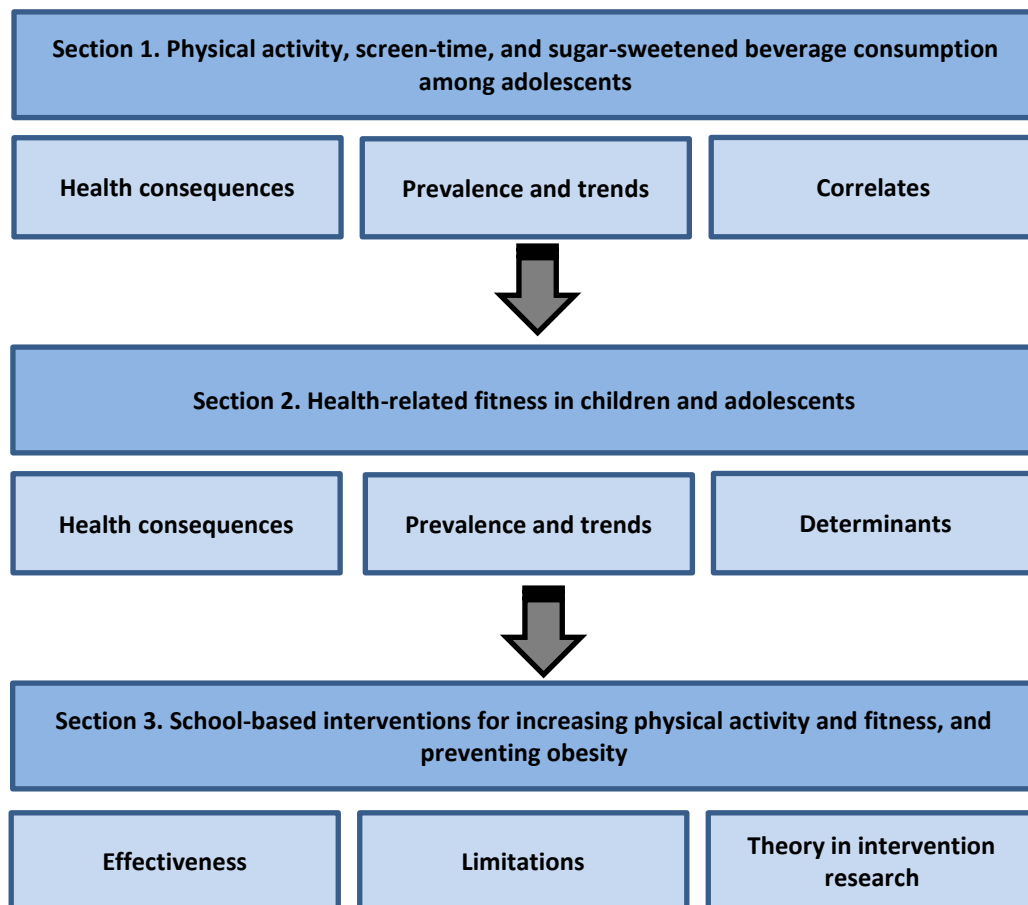 Section 1. Physical activity, screen-time, and sugar-sweetened beverage consumption
among adolescents
Health consequences
Prevalence and trends
Correlates
Section 2. Health-related fitness in children and adolescents
Health consequences
Prevalence and trends
Determinants
Section 3. School-based interventions for increasing physical activity and fitness, and
preventing obesity
Effectiveness
Limitations
Theory in intervention
research